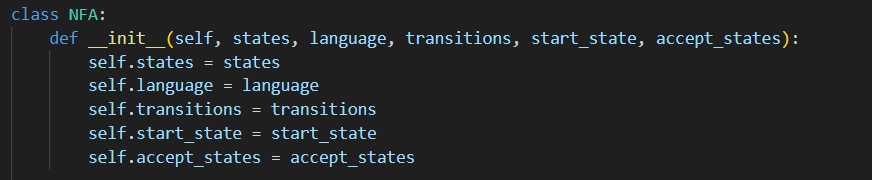 class NFA:
    def __init__(self, states, language, transitions, start_state, accept_states):
        self.states = states
        self.language = language
        self.transitions = transitions
        self.start_state = start_state
        self.accept_states = accept_states